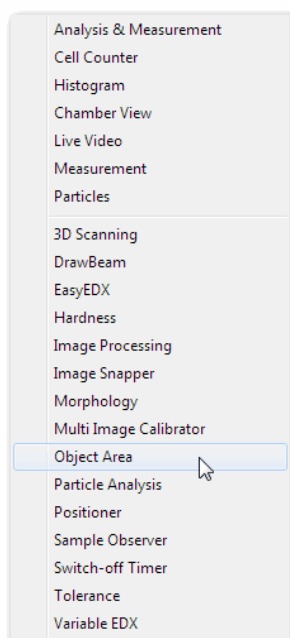 Analysis & Measurement
Cell Counter
Histogram
Chamber View
Live Video
Measurement
Particles
3D Scanning
DrawBeam
EasyEDX
Hardness
Image Processing
Image Snapper
Morphology
Multi Image Calibrator
Object Area
Particle Analysis
Positioner
Sample Observer
Switch-off Timer
Tolerance
Variable EDX